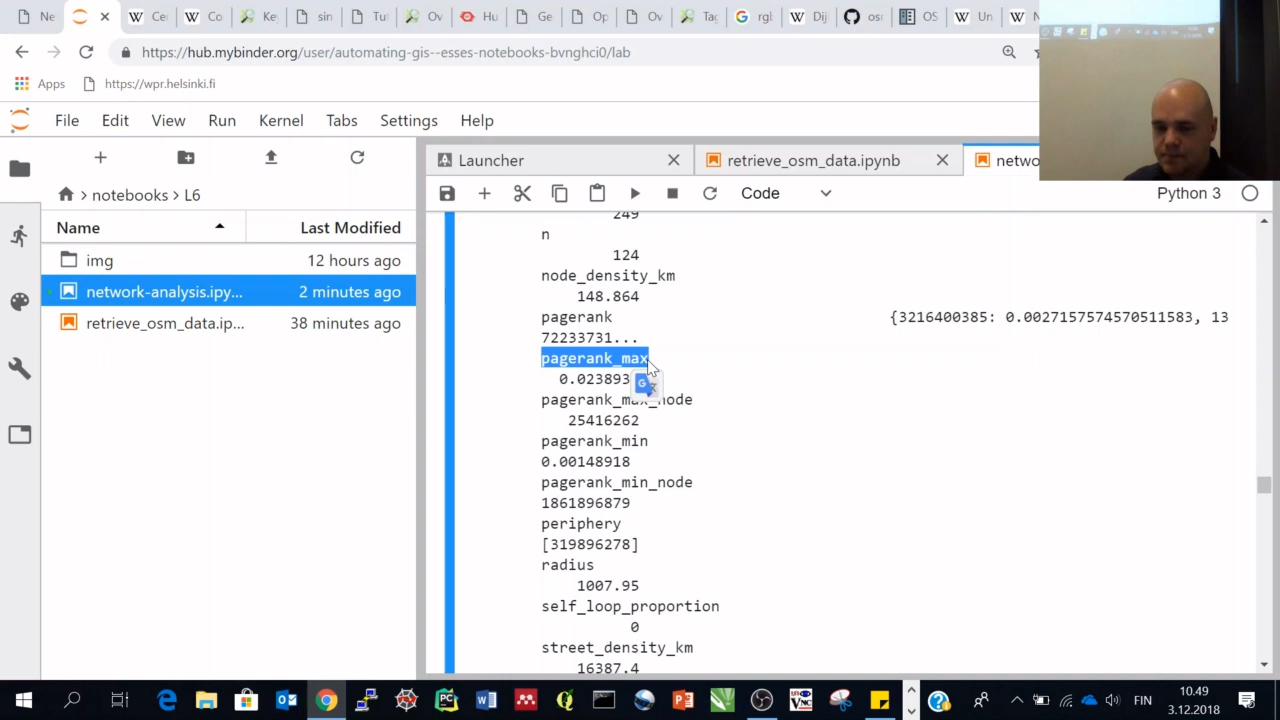 Ne
Cer
W Co
Key
sin
Tut
Ov
Hu
Ge
Op
Ov
Tag
rgl
W Dij
osr
OS
W Un
https://hub.mybinder.org/user/automating-gis--esses-notebooks-bvnghci0/lab
Apps
https://wpr.helsinki.fi
File Edit View Run Kernel Tabs Settings Help
Launcher
retrieve_osm_data.ipynb
netwo
notebooks > L6
Code
Python 3
Name
Last Modified
img
12 hours ago
network-analysis.ipy...
2 minutes ago
retrieve_osm_data.ip...
38 minutes ago
249
n
124
node_density_km
148.864
pagerank {3216400385: 0.0027157574570511583, 13
72233731...
pagerank_max
0.023893
pagerank_max_node
25416262
pagerank_min
0.00148918
pagerank_min_node
1861896879
periphery
[319896278]
radius
1007.95
self_loop_proportion
0
street_density_km
16387.4
FIN
10.49
3.12.2018